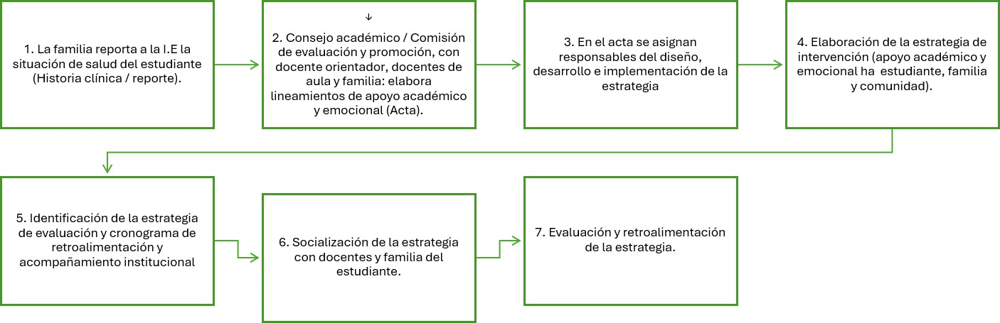 1. La familia reporta a la I.E la
situación de salud del estudiante
(Historia clínica / reporte).
↓
2. Consejo académico / Comisión
de evaluación y promoción, con
docente orientador, docentes de
aula y familia: elabora
lineamientos de apoyo académico
y emocional (Acta).
3. En el acta se asignan
responsables del diseño,
desarrollo e implementación de la
estrategia
4. Elaboración de la estrategia de
intervención (apoyo académico y
emocional ha  estudiante, familia
y comunidad).
5. Identificación de la estrategia
de evaluación y cronograma de
retroalimentación y
acompañamiento institucional
6. Socialización de la estrategia
con docentes y familia del
estudiante.
7. Evaluación y retroalimentación
de la estrategia.